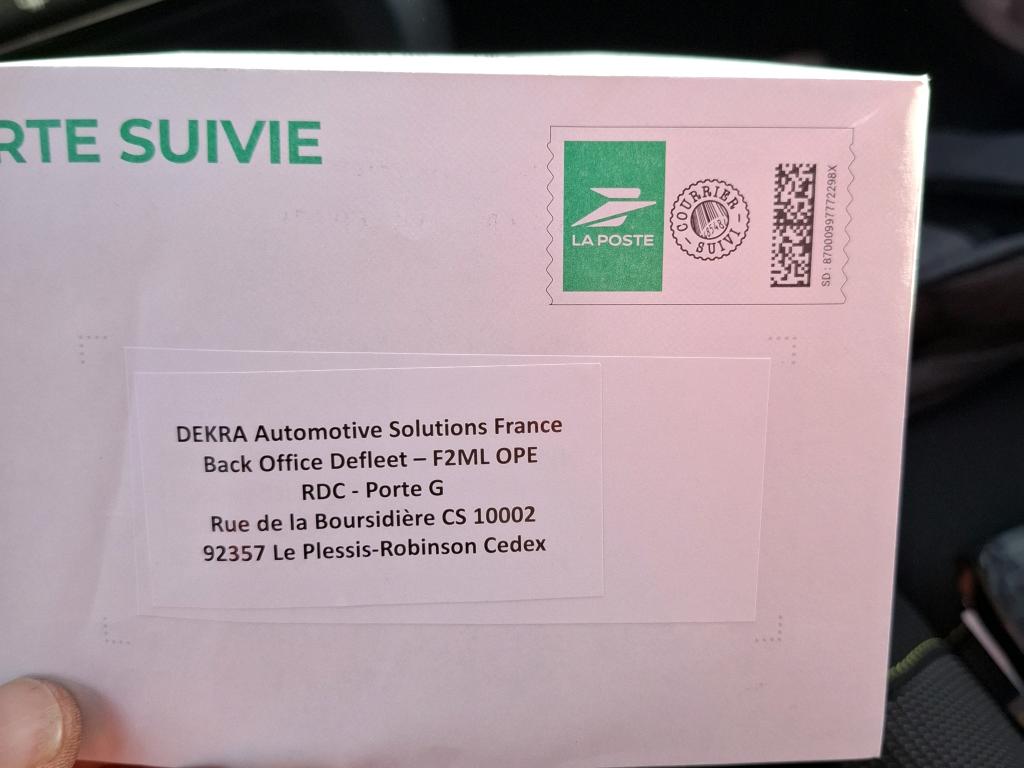 RTE SUIVIE
LA POSTE
COURRIER
8548
SUIVI
SD : 87000997772298X
DEKRA Automotive Solutions France
Back Office Defleet – F2ML OPE
RDC - Porte G
Rue de la Boursidière CS 10002
92357 Le Plessis-Robinson Cedex